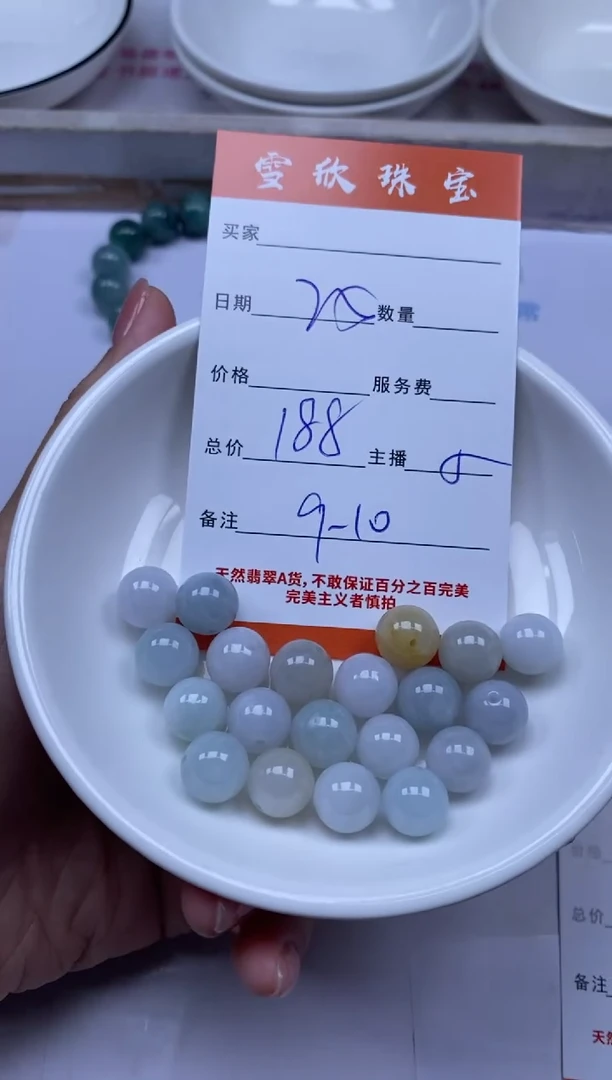 雪欣珠宝
买家
日期 数量
价格 服务费
总价 188 主播
备注 9-10
天然翡翠A货，不敢保证百分之百完美
完美主义者慎拍
总价
备注
天然